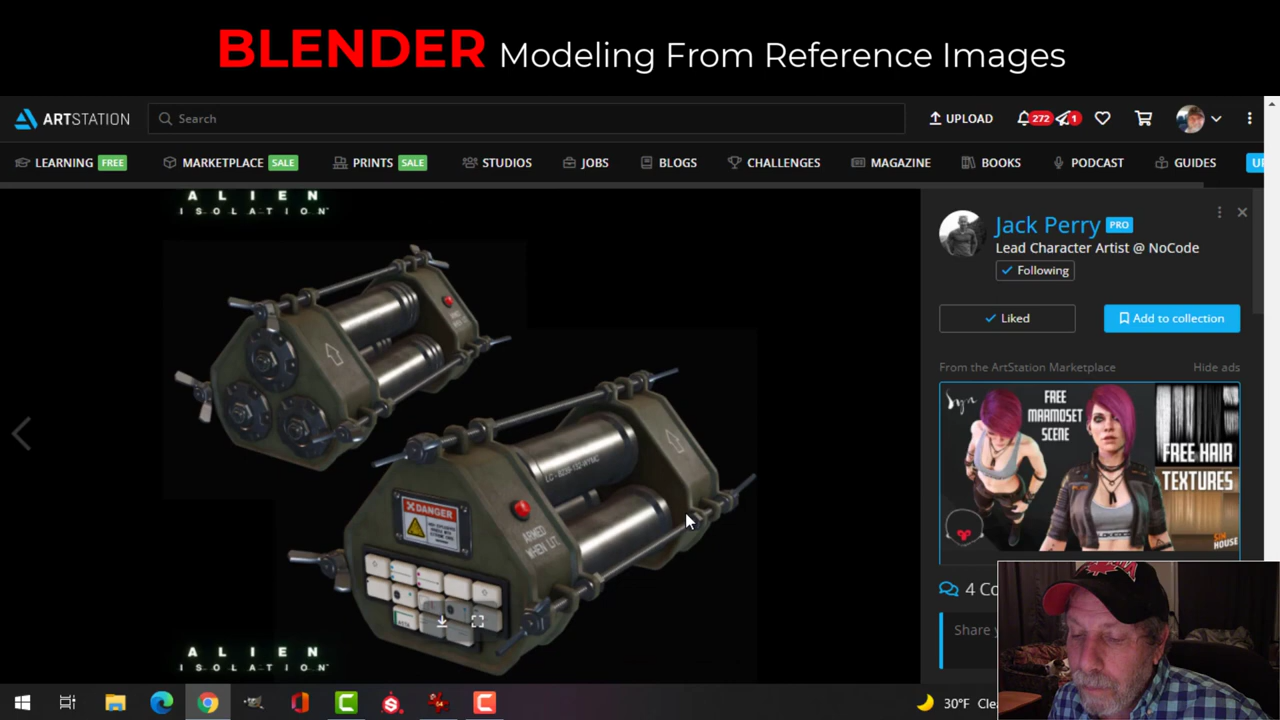 BLENDER Modeling From Reference Images
ARTSTATION
Search
UPLOAD
272
1
LEARNING FREE
MARKETPLACE SALE
PRINTS SALE
STUDIOS
JOBS
BLOGS
CHALLENGES
MAGAZINE
BOOKS
PODCAST
GUIDES
ALIEN
ISOLATION
Jack Perry PRO
Lead Character Artist @ NoCode
Following
Liked
Add to collection
From the ArtStation Marketplace
Hide ads
FREE
MARMOSET
SCENE
FREE HAIR
TEXTURES
DANGER
ARMED
WHEN LIT
ALIEN
ISOLATION
4 Co
Share
30°F